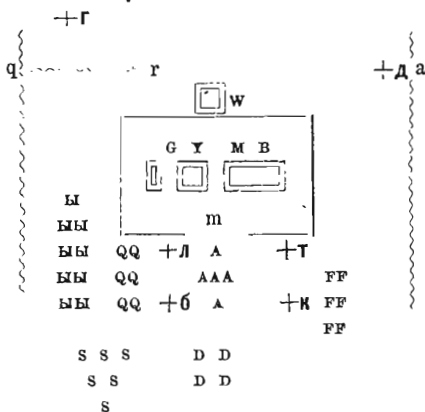 +г
q r +д a
W
G Y M B
m
Ы
ЫЫ
ЫЫ QQ +л A +т
ЫЫ QQ AAA FF
ЫЫ QQ +б A +к FF
FF
S S S D D
S S D D
S